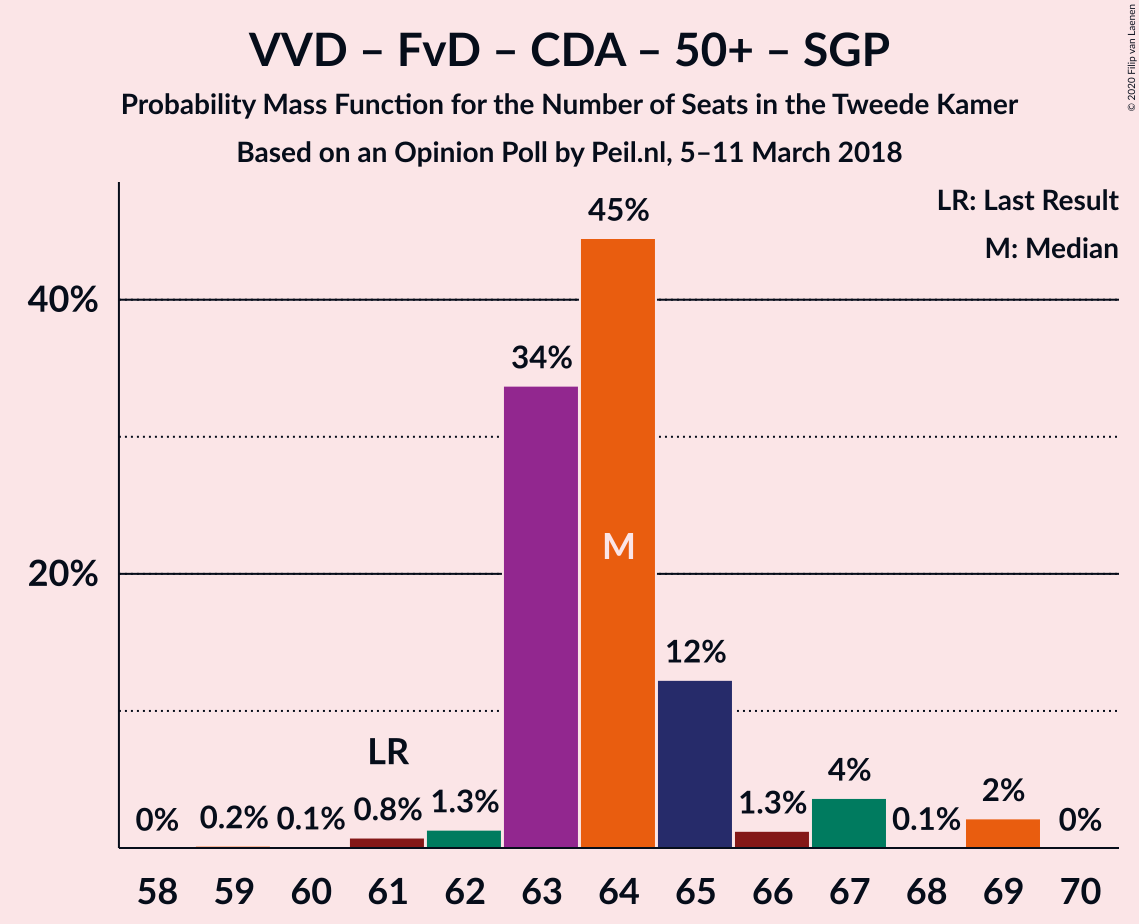 VVD – FvD – CDA – 50+ – SGP
Probability Mass Function for the Number of Seats in the Tweede Kamer
Based on an Opinion Poll by Peil.nl, 5–11 March 2018
© 2020 Filip van Laenen
LR: Last Result
M: Median
40%
20%
0%
0.2%
0.1%
LR
0.8%
1.3%
34%
45%
M
12%
1.3%
4%
0.1%
2%
0%
58 59 60 61 62 63 64 65 66 67 68 69 70